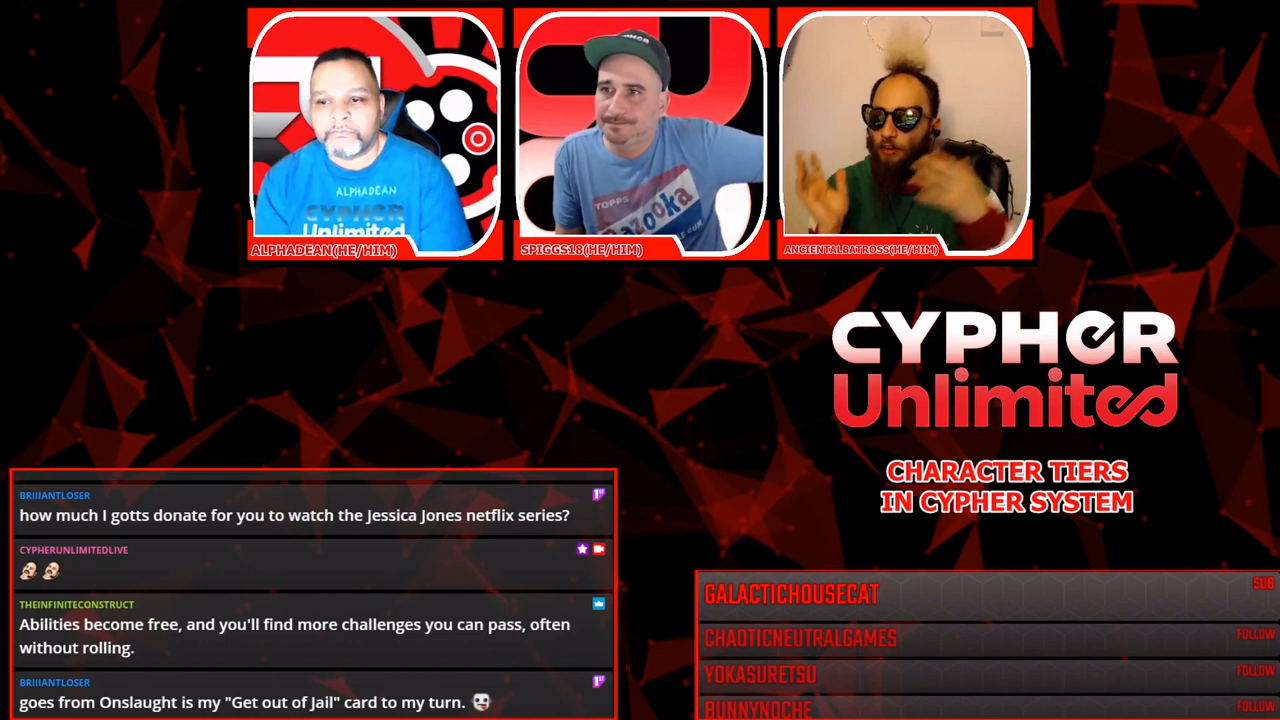 ALPHADEAN
CYPHER
Unlimited
ALPHADEAN(HE/HIM)
TOPPS
Bazooka
SPIGGS18(HE/HIM)
ANCIENTALBATROSS(HE/HIM)
CYPHER
Unlimited
CHARACTER TIERS
IN CYPHER SYSTEM
BRIIIANTLOSER
how much I gotts donate for you to watch the Jessica Jones netflix series?
CYPHERUNLIMITEDLIVE
THEINFINITECONSTRUCT
Abilities become free, and you'll find more challenges you can pass, often
without rolling.
BRIIIANTLOSER
goes from Onslaught is my "Get out of Jail" card to my turn.
GALACTICHOUSECAT SUB
CHAOTICNEUTRALGAMES FOLLOW
YOKASURETSU FOLLOW
BUNNYNOCHE FOLLOW